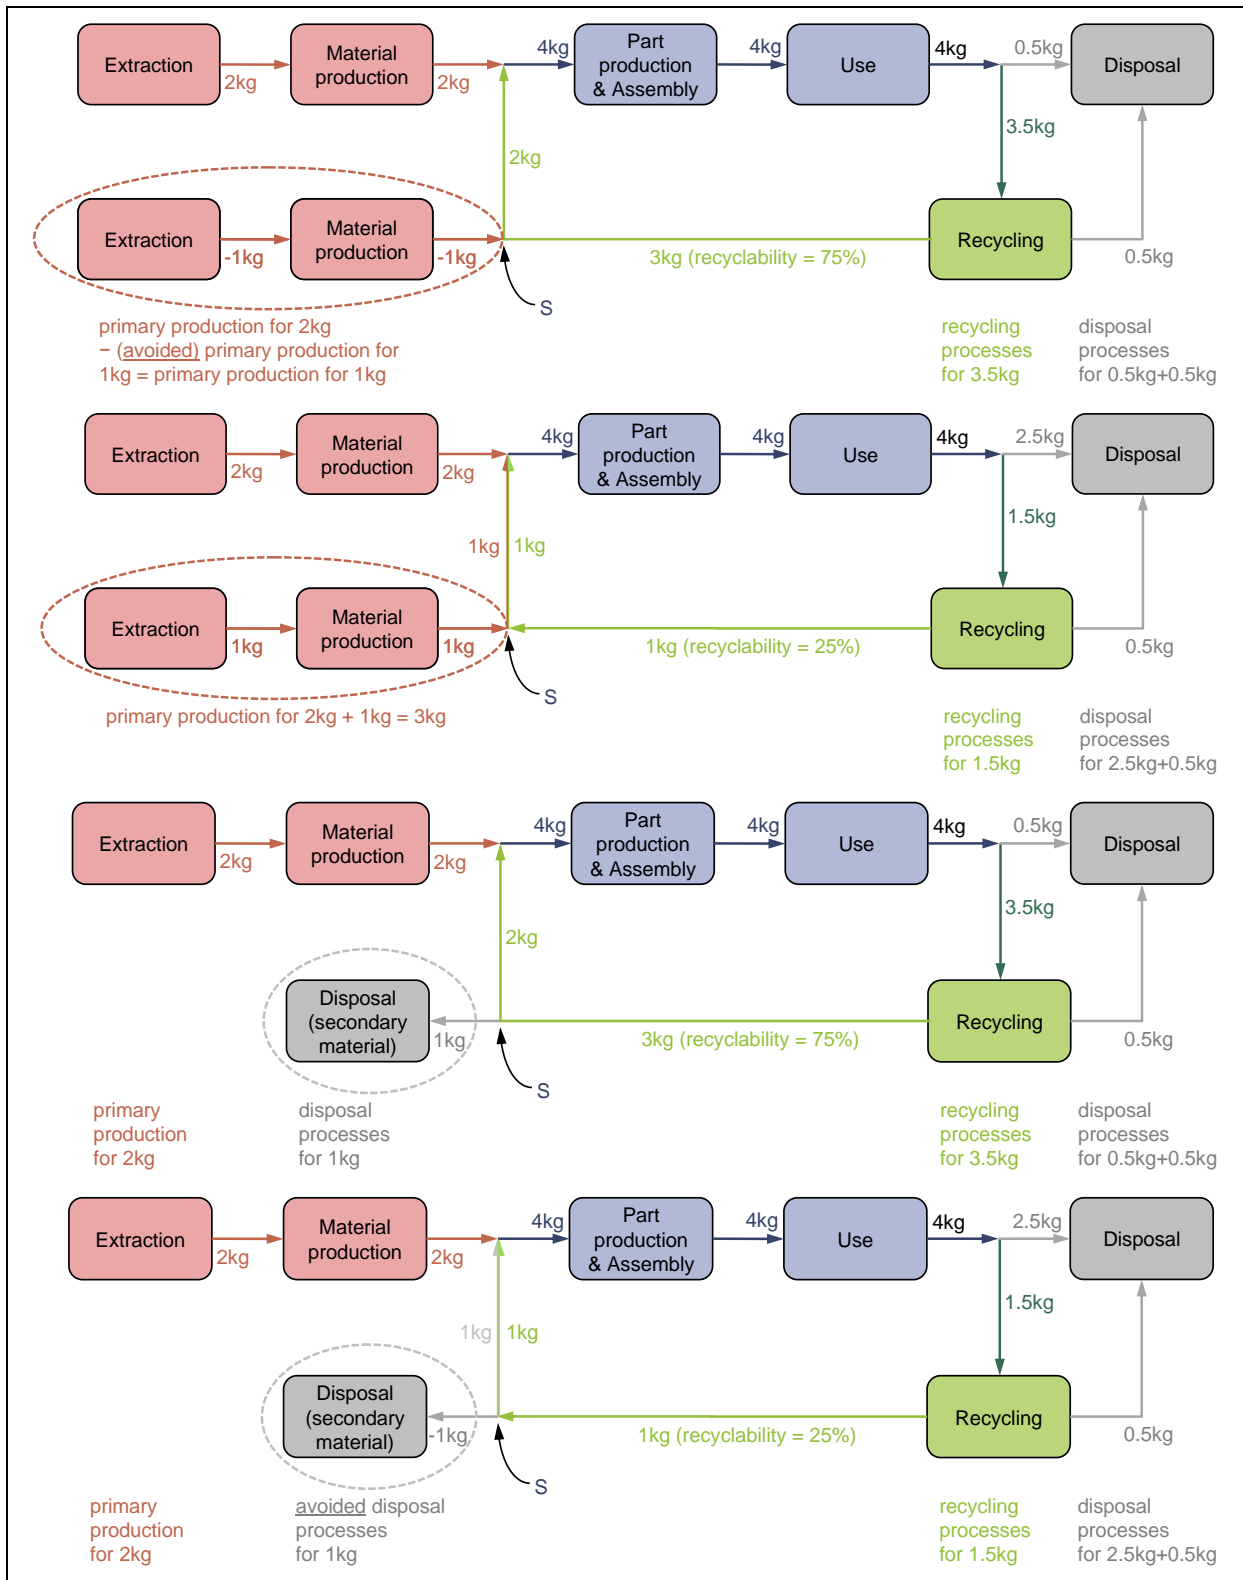 Extraction
2kg
Material
production
2kg
4kg
Part
production
& Assembly
4kg
Use
4kg
0.5kg
Disposal
3.5kg
2kg
Extraction
-1kg
Material
production
-1kg
3kg (recyclability = 75%)
Recycling
0.5kg
S
primary production for 2kg
− (avoided) primary production for
1kg = primary production for 1kg
recycling
processes
for 3.5kg
disposal
processes
for 0.5kg+0.5kg
Extraction
2kg
Material
production
2kg
4kg
Part
production
& Assembly
4kg
Use
4kg
2.5kg
Disposal
1.5kg
1kg
1kg
Extraction
1kg
Material
production
1kg
1kg (recyclability = 25%)
Recycling
0.5kg
S
primary production for 2kg + 1kg = 3kg
recycling
processes
for 1.5kg
disposal
processes
for 2.5kg+0.5kg
Extraction
2kg
Material
production
2kg
4kg
Part
production
& Assembly
4kg
Use
4kg
0.5kg
Disposal
3.5kg
2kg
Disposal
(secondary
material)
1kg
3kg (recyclability = 75%)
Recycling
0.5kg
S
primary
production
for 2kg
disposal
processes
for 1kg
recycling
processes
for 3.5kg
disposal
processes
for 0.5kg+0.5kg
Extraction
2kg
Material
production
2kg
4kg
Part
production
& Assembly
4kg
Use
4kg
2.5kg
Disposal
1.5kg
1kg
1kg
Disposal
(secondary
material)
-1kg
1kg (recyclability = 25%)
Recycling
0.5kg
S
primary
production
for 2kg
avoided disposal
processes
for 1kg
recycling
processes
for 1.5kg
disposal
processes
for 2.5kg+0.5kg